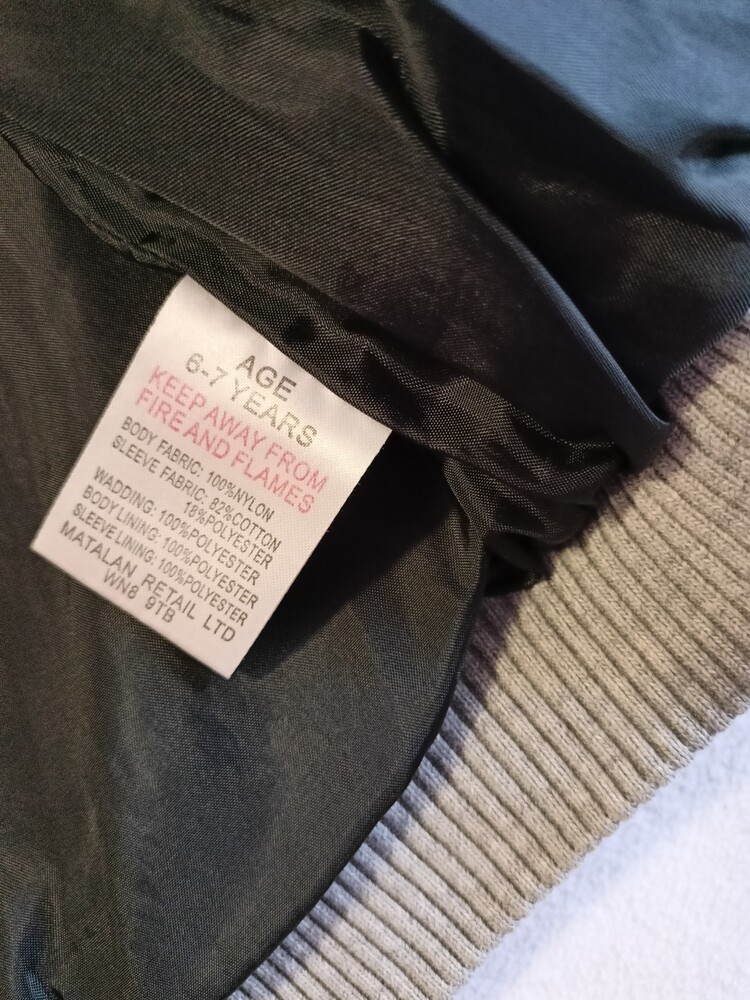 AGE
6-7 YEARS
KEEP AWAY FROM
FIRE AND FLAMES
BODY FABRIC: 100%NYLON
SLEEVE FABRIC: 82%COTTON
18%POLYESTER
WADDING: 100%POLYESTER
BODY LINING: 100%POLYESTER
SLEEVE LINING: 100%POLYESTER
MATALAN RETAIL LTD
WN8 9TB